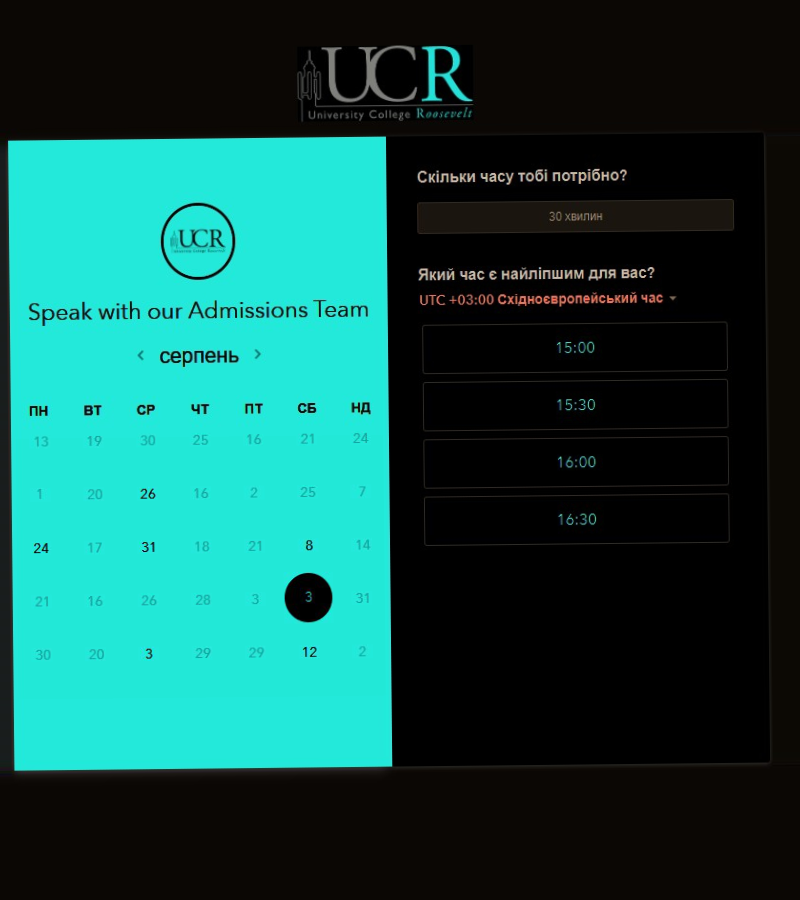 UCR
University College Roosevelt
UCR
University College Roosevelt
Speak with our Admissions Team
серпень
ПН ВТ СР ЧТ ПТ СБ НД
13 19 30 25 16 21 24
1 20 26 16 2 25 7
24 17 31 18 21 8 14
21 16 26 28 3 3 31
30 20 3 29 29 12 2
Скільки часу тобі потрібно?
30 хвилин
Який час є найліпшим для вас?
UTC +03:00 Східноєвропейський час
15:00
15:30
16:00
16:30